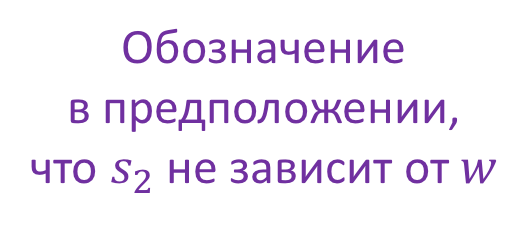 Обозначение
в предположении,
что s₂ не зависит от w